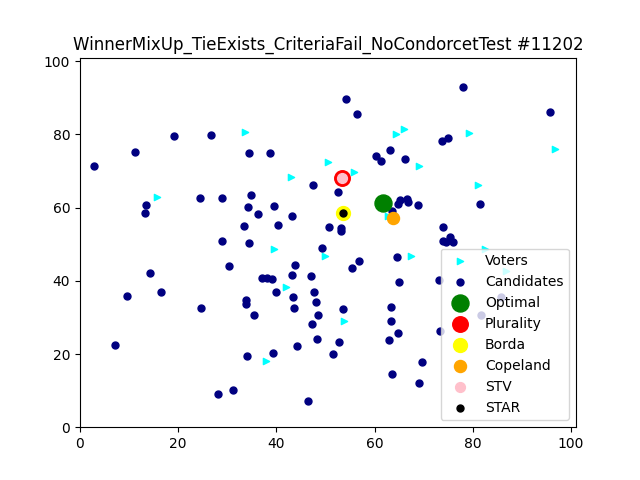 WinnerMixUp_TieExists_CriteriaFail_NoCondorcetTest #11202
100
80
60
40
20
0
0 20 40 60 80 100
Voters
Candidates
Optimal
Plurality
Borda
Copeland
STV
STAR